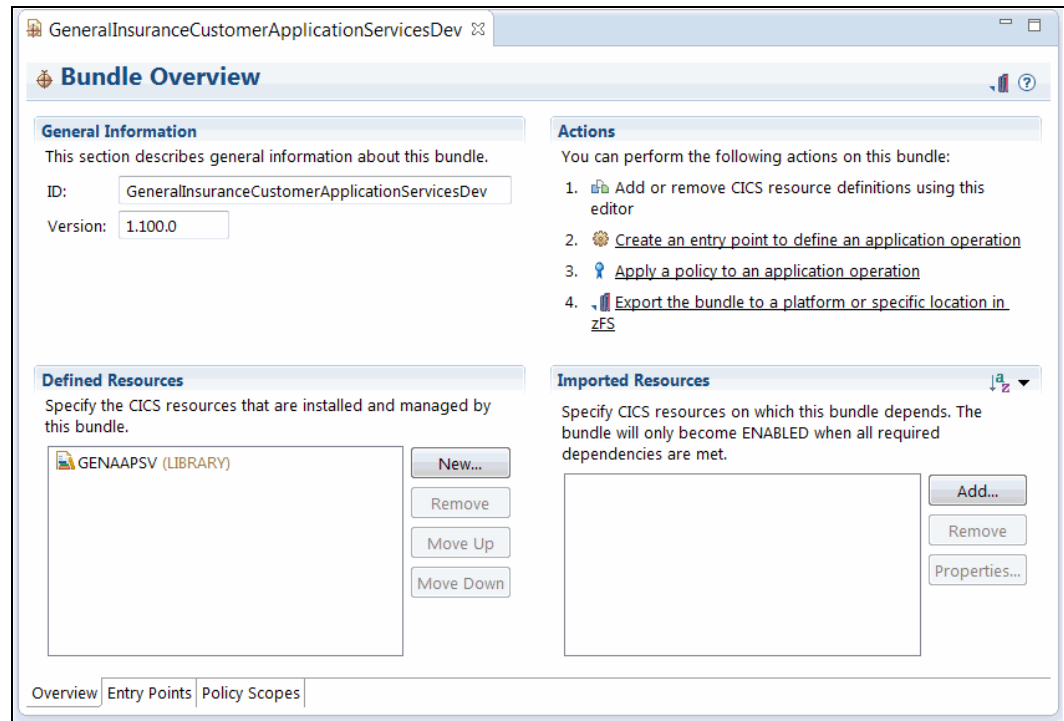 GeneralInsuranceCustomerApplicationServicesDev
Bundle Overview
General Information
This section describes general information about this bundle.
ID: GeneralInsuranceCustomerApplicationServicesDev
Version: 1.100.0
Actions
You can perform the following actions on this bundle:
1. Add or remove CICS resource definitions using this
editor
2. Create an entry point to define an application operation
3. Apply a policy to an application operation
4. Export the bundle to a platform or specific location in
zFS
Defined Resources
Specify the CICS resources that are installed and managed by
this bundle.
GENAAPSV (LIBRARY)
New...
Remove
Move Up
Move Down
Imported Resources
Specify CICS resources on which this bundle depends. The
bundle will only become ENABLED when all required
dependencies are met.
Add...
Remove
Properties...
Overview Entry Points Policy Scopes